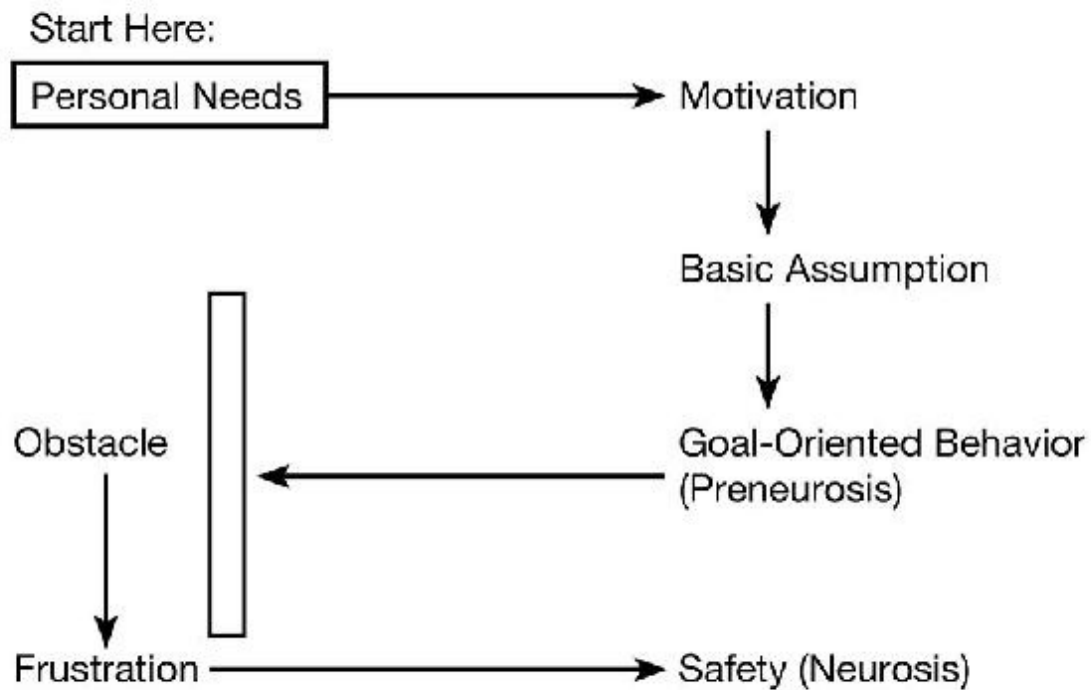 Start Here:
Personal Needs
Motivation
Basic Assumption
Obstacle
Goal-Oriented Behavior
(Preneurosis)
Frustration
Safety (Neurosis)